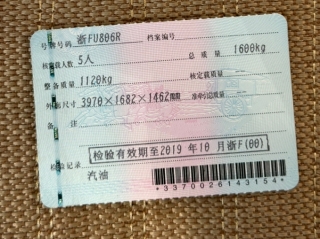 号牌号码 浙FU806R 档案编号
核定载人数 5人 总质量 1600kg
整备质量 1120kg 核定载质量
外廓尺寸 3970×1682×1462mm 准牵引总质量
备注
检验有效期至2019年10月浙F(00)
检验记录
汽油
*3370026143154*